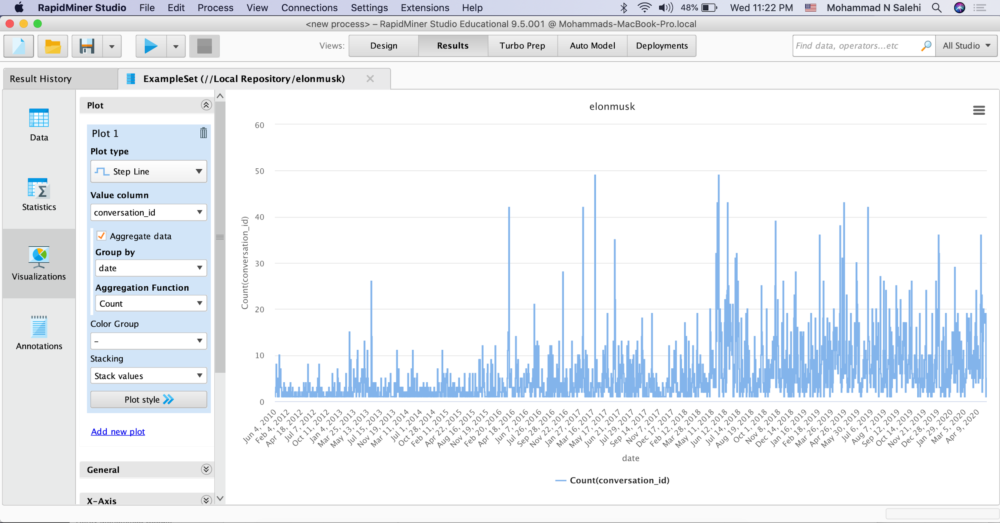 RapidMiner Studio File Edit Process View Connections Settings Extensions Help 48% Wed 11:22 PM Mohammad N Salehi
<new process> – RapidMiner Studio Educational 9.5.001 @ Mohammads-MacBook-Pro.local
Views: Design Results Turbo Prep Auto Model Deployments Find data, operators...etc All Studio
Result History ExampleSet (//Local Repository/elonmusk)
Data
Statistics
Visualizations
Annotations
Plot
Plot 1
Plot type
Step Line
Value column
conversation_id
Aggregate data
Group by
date
Aggregation Function
Count
Color Group
–
Stacking
Stack values
Plot style
Add new plot
General
X-Axis
elonmusk
60
50
40
30
20
10
0
Count(conversation_id)
Jun 4, 2010
Feb 4, 2012
Apr 18, 2012
Jul 7, 2012
Oct 11, 2012
Jan 4, 2013
Mar 25, 2013
May 13, 2013
Jul 15, 2013
Nov 19, 2013
Mar 11, 2014
Jul 1, 2014
Oct 28, 2014
Feb 11, 2015
Apr 22, 2015
Aug 16, 2015
Nov 19, 2015
Feb 20, 2016
Apr 18, 2016
Jun 7, 2016
Jul 26, 2016
Sep 28, 2016
Nov 22, 2016
Jan 27, 2017
Mar 16, 2017
May 17, 2017
Jun 21, 2017
Jul 29, 2017
Sep 14, 2017
Nov 7, 2017
Dec 17, 2017
Feb 12, 2018
Mar 28, 2018
May 11, 2018
Jun 12, 2018
Jul 14, 2018
Aug 19, 2018
Oct 1, 2018
Nov 8, 2018
Dec 14, 2018
Jan 16, 2019
Feb 18, 2019
Mar 26, 2019
Apr 26, 2019
May 30, 2019
Jul 6, 2019
Aug 7, 2019
Sep 12, 2019
Oct 14, 2019
Nov 21, 2019
Dec 28, 2019
Jan 29, 2020
Mar 5, 2020
Apr 9, 2020
date
Count(conversation_id)